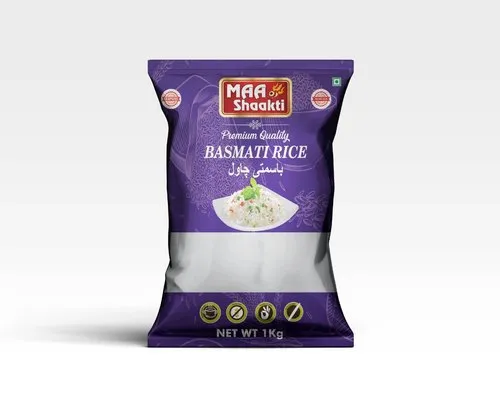 MAA
Shaakti
Premium Quality
BASMATI RICE
باسمتی چاول
NET WT 1Kg